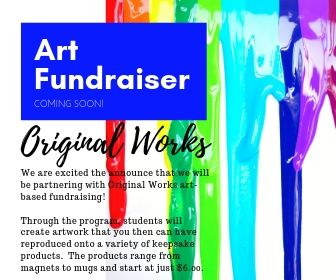 Art
Fundraiser
COMING SOON!
Original Works
We are excited the announce that we will
be partnering with Original Works art-
based fundraising!
Through the program, students will
create artwork that you then can have
reproduced onto a variety of keepsake
products. The products range from
magnets to mugs and start at just $6.00.